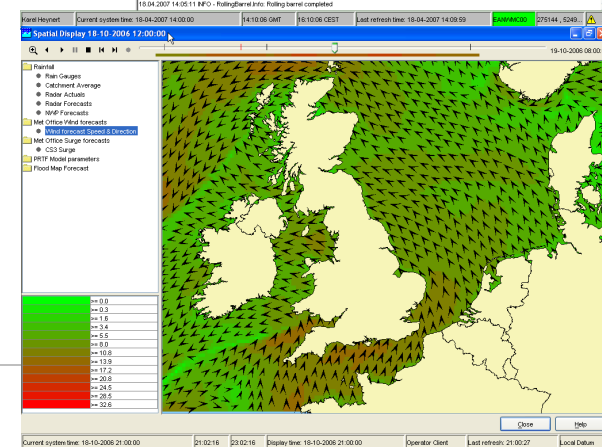 18.04.2007 14:05:11 INFO - RollingBarrel.Info: Rolling barrel completed
Karel Heynert Current system time: 18-04-2007 14:00:00 14:10:06 GMT 16:10:06 CEST Last refresh time: 18-04-2007 14:09:59 275144 , 5249...
Spatial Display 18-10-2006 12:00:00
19-10-2006 08:00:
Rainfall
Rain Gauges
Catchment Average
Radar Actuals
Radar Forecasts
NWP Forecasts
Met Office Wind forecasts
Wind forecast Speed & Direction
Met Office Surge forecasts
CS3 Surge
PRTF Model parameters
Flood Map Forecast
>= 0.0
>= 0.3
>= 1.6
>= 3.4
>= 5.5
>= 8.0
>= 10.8
>= 13.9
>= 17.2
>= 20.8
>= 24.5
>= 28.5
>= 32.6
Close Help
Current system time: 18-10-2006 21:00:00 21:02:16 23:02:16 Display time: 18-10-2006 21:00:00 Operator Client Last refresh: 21:00:27 Local Datum